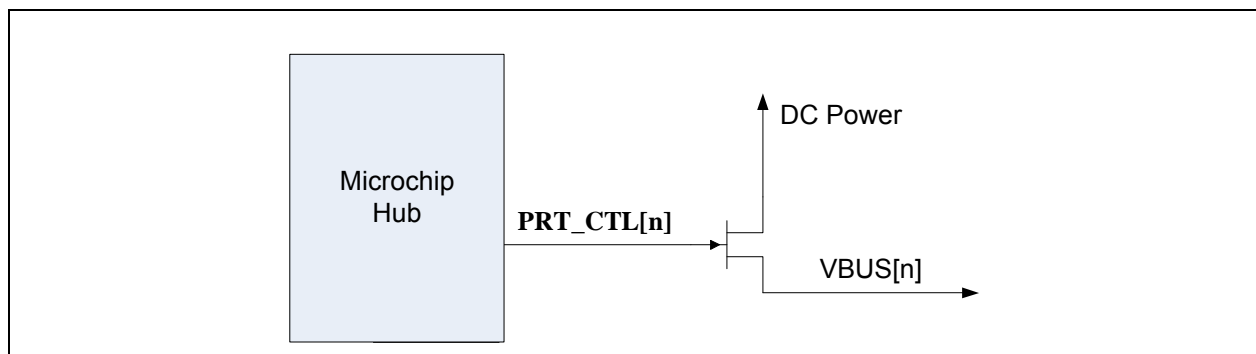 DC Power
Microchip
Hub
PRT_CTL[n]
VBUS[n]